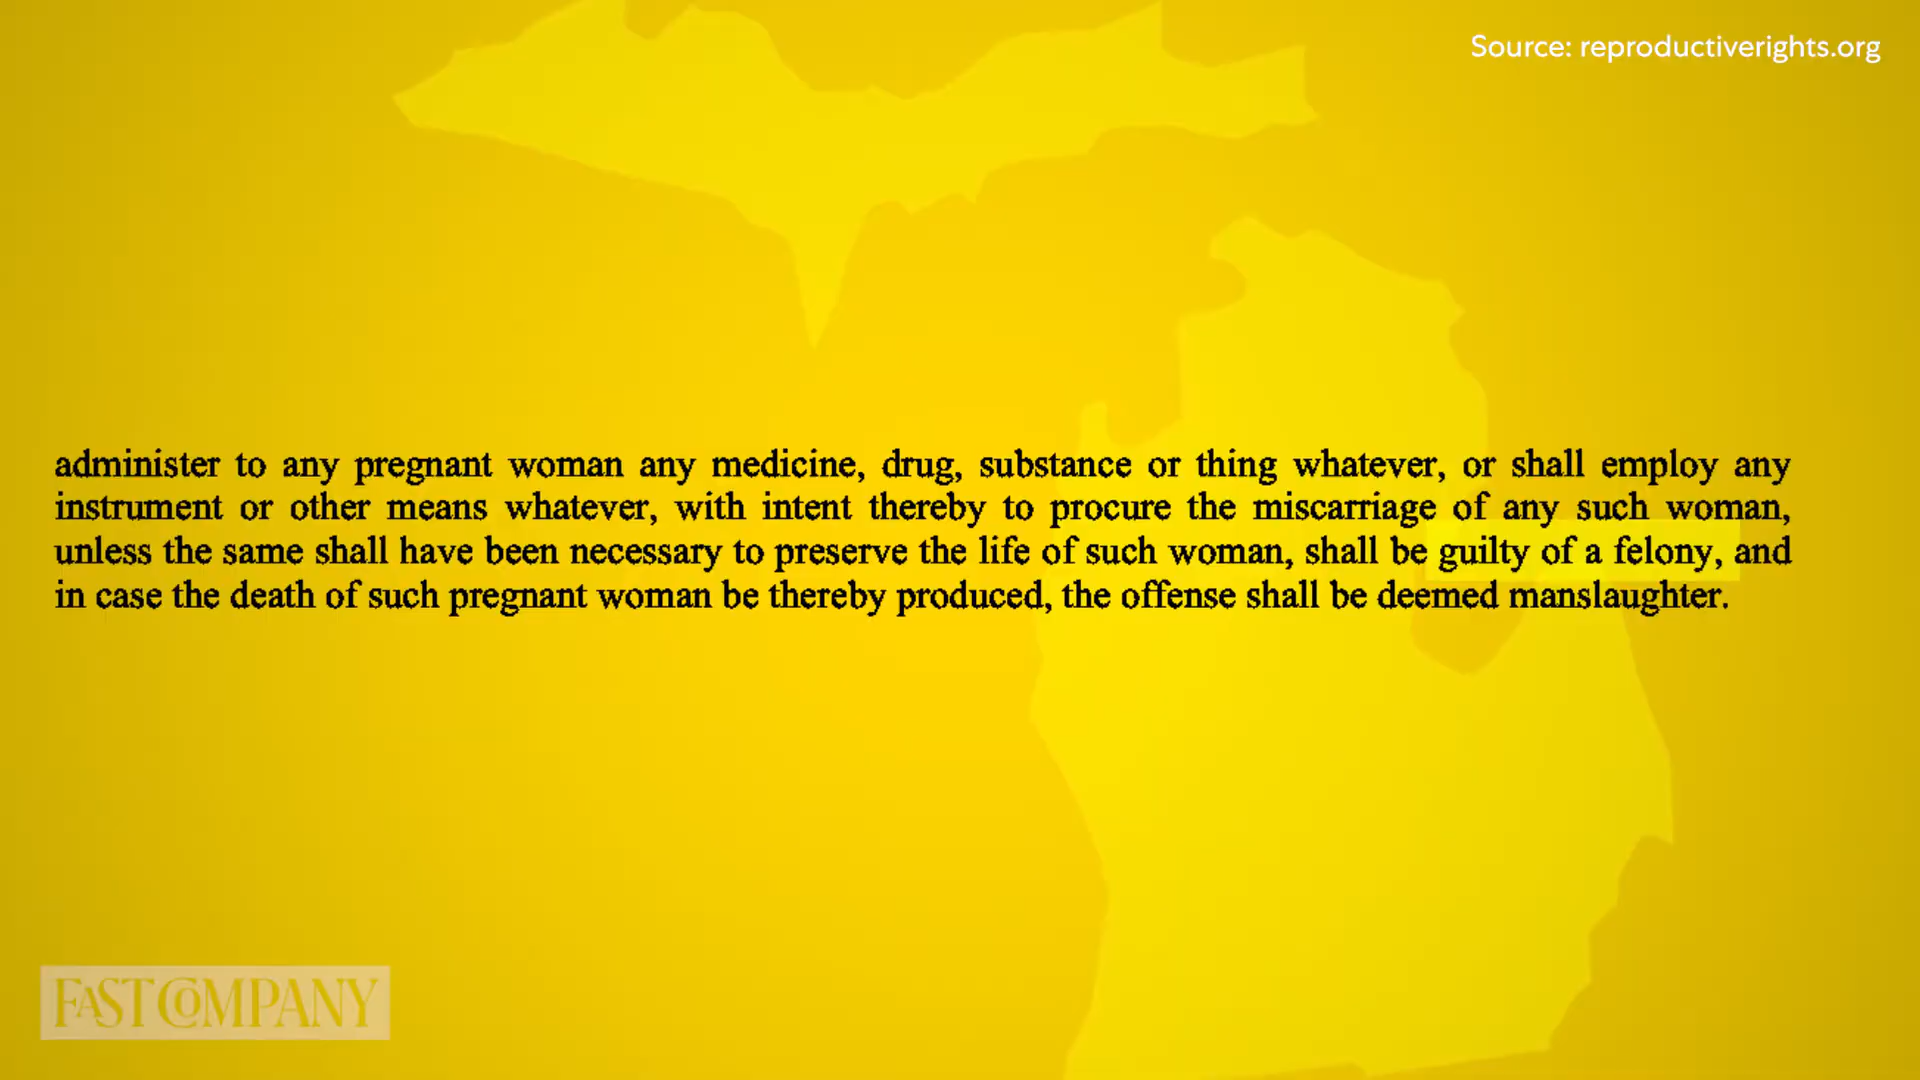 Source: reproductiverights.org
administer to any pregnant woman any medicine, drug, substance or thing whatever, or shall employ any
instrument or other means whatever, with intent thereby to procure the miscarriage of any such woman,
unless the same shall have been necessary to preserve the life of such woman, shall be guilty of a felony, and
in case the death of such pregnant woman be thereby produced, the offense shall be deemed manslaughter.
FAST COMPANY